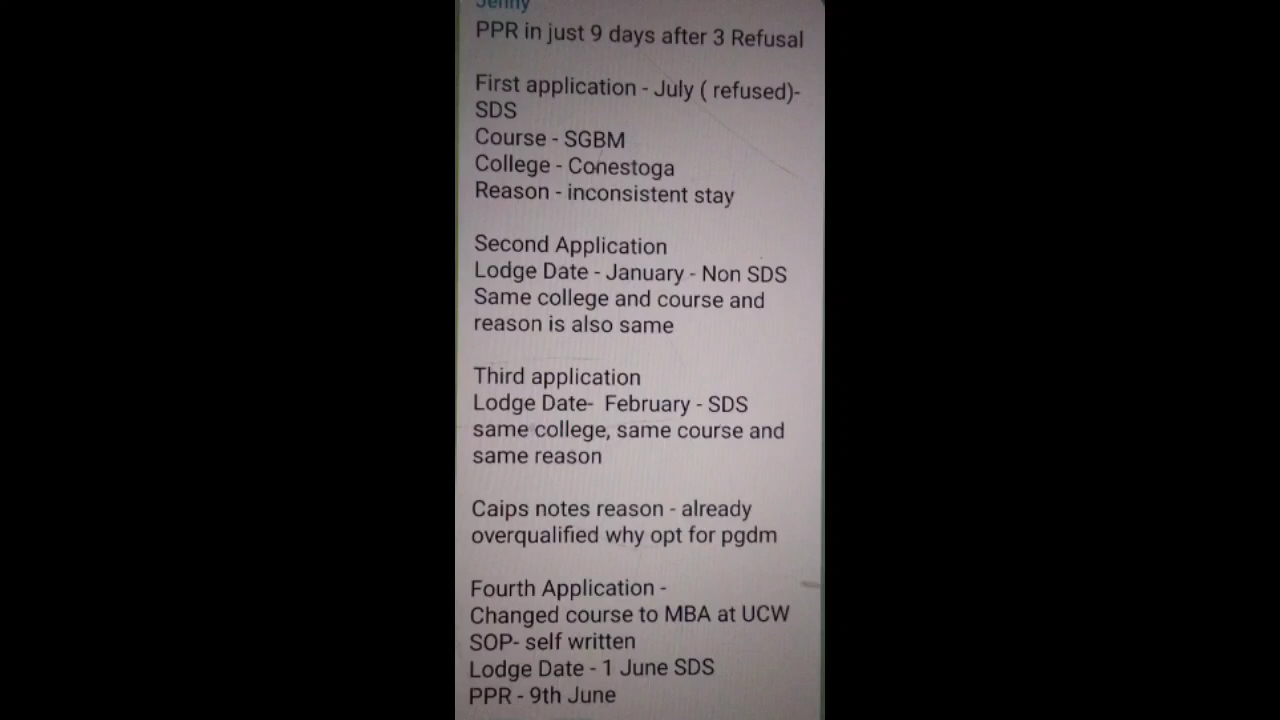 Jenny
PPR in just 9 days after 3 Refusal
First application - July ( refused)-
SDS
Course - SGBM
College - Conestoga
Reason - inconsistent stay
Second Application
Lodge Date - January - Non SDS
Same college and course and
reason is also same
Third application
Lodge Date-  February - SDS
same college, same course and
same reason
Caips notes reason - already
overqualified why opt for pgdm
Fourth Application -
Changed course to MBA at UCW
SOP- self written
Lodge Date - 1 June SDS
PPR - 9th June